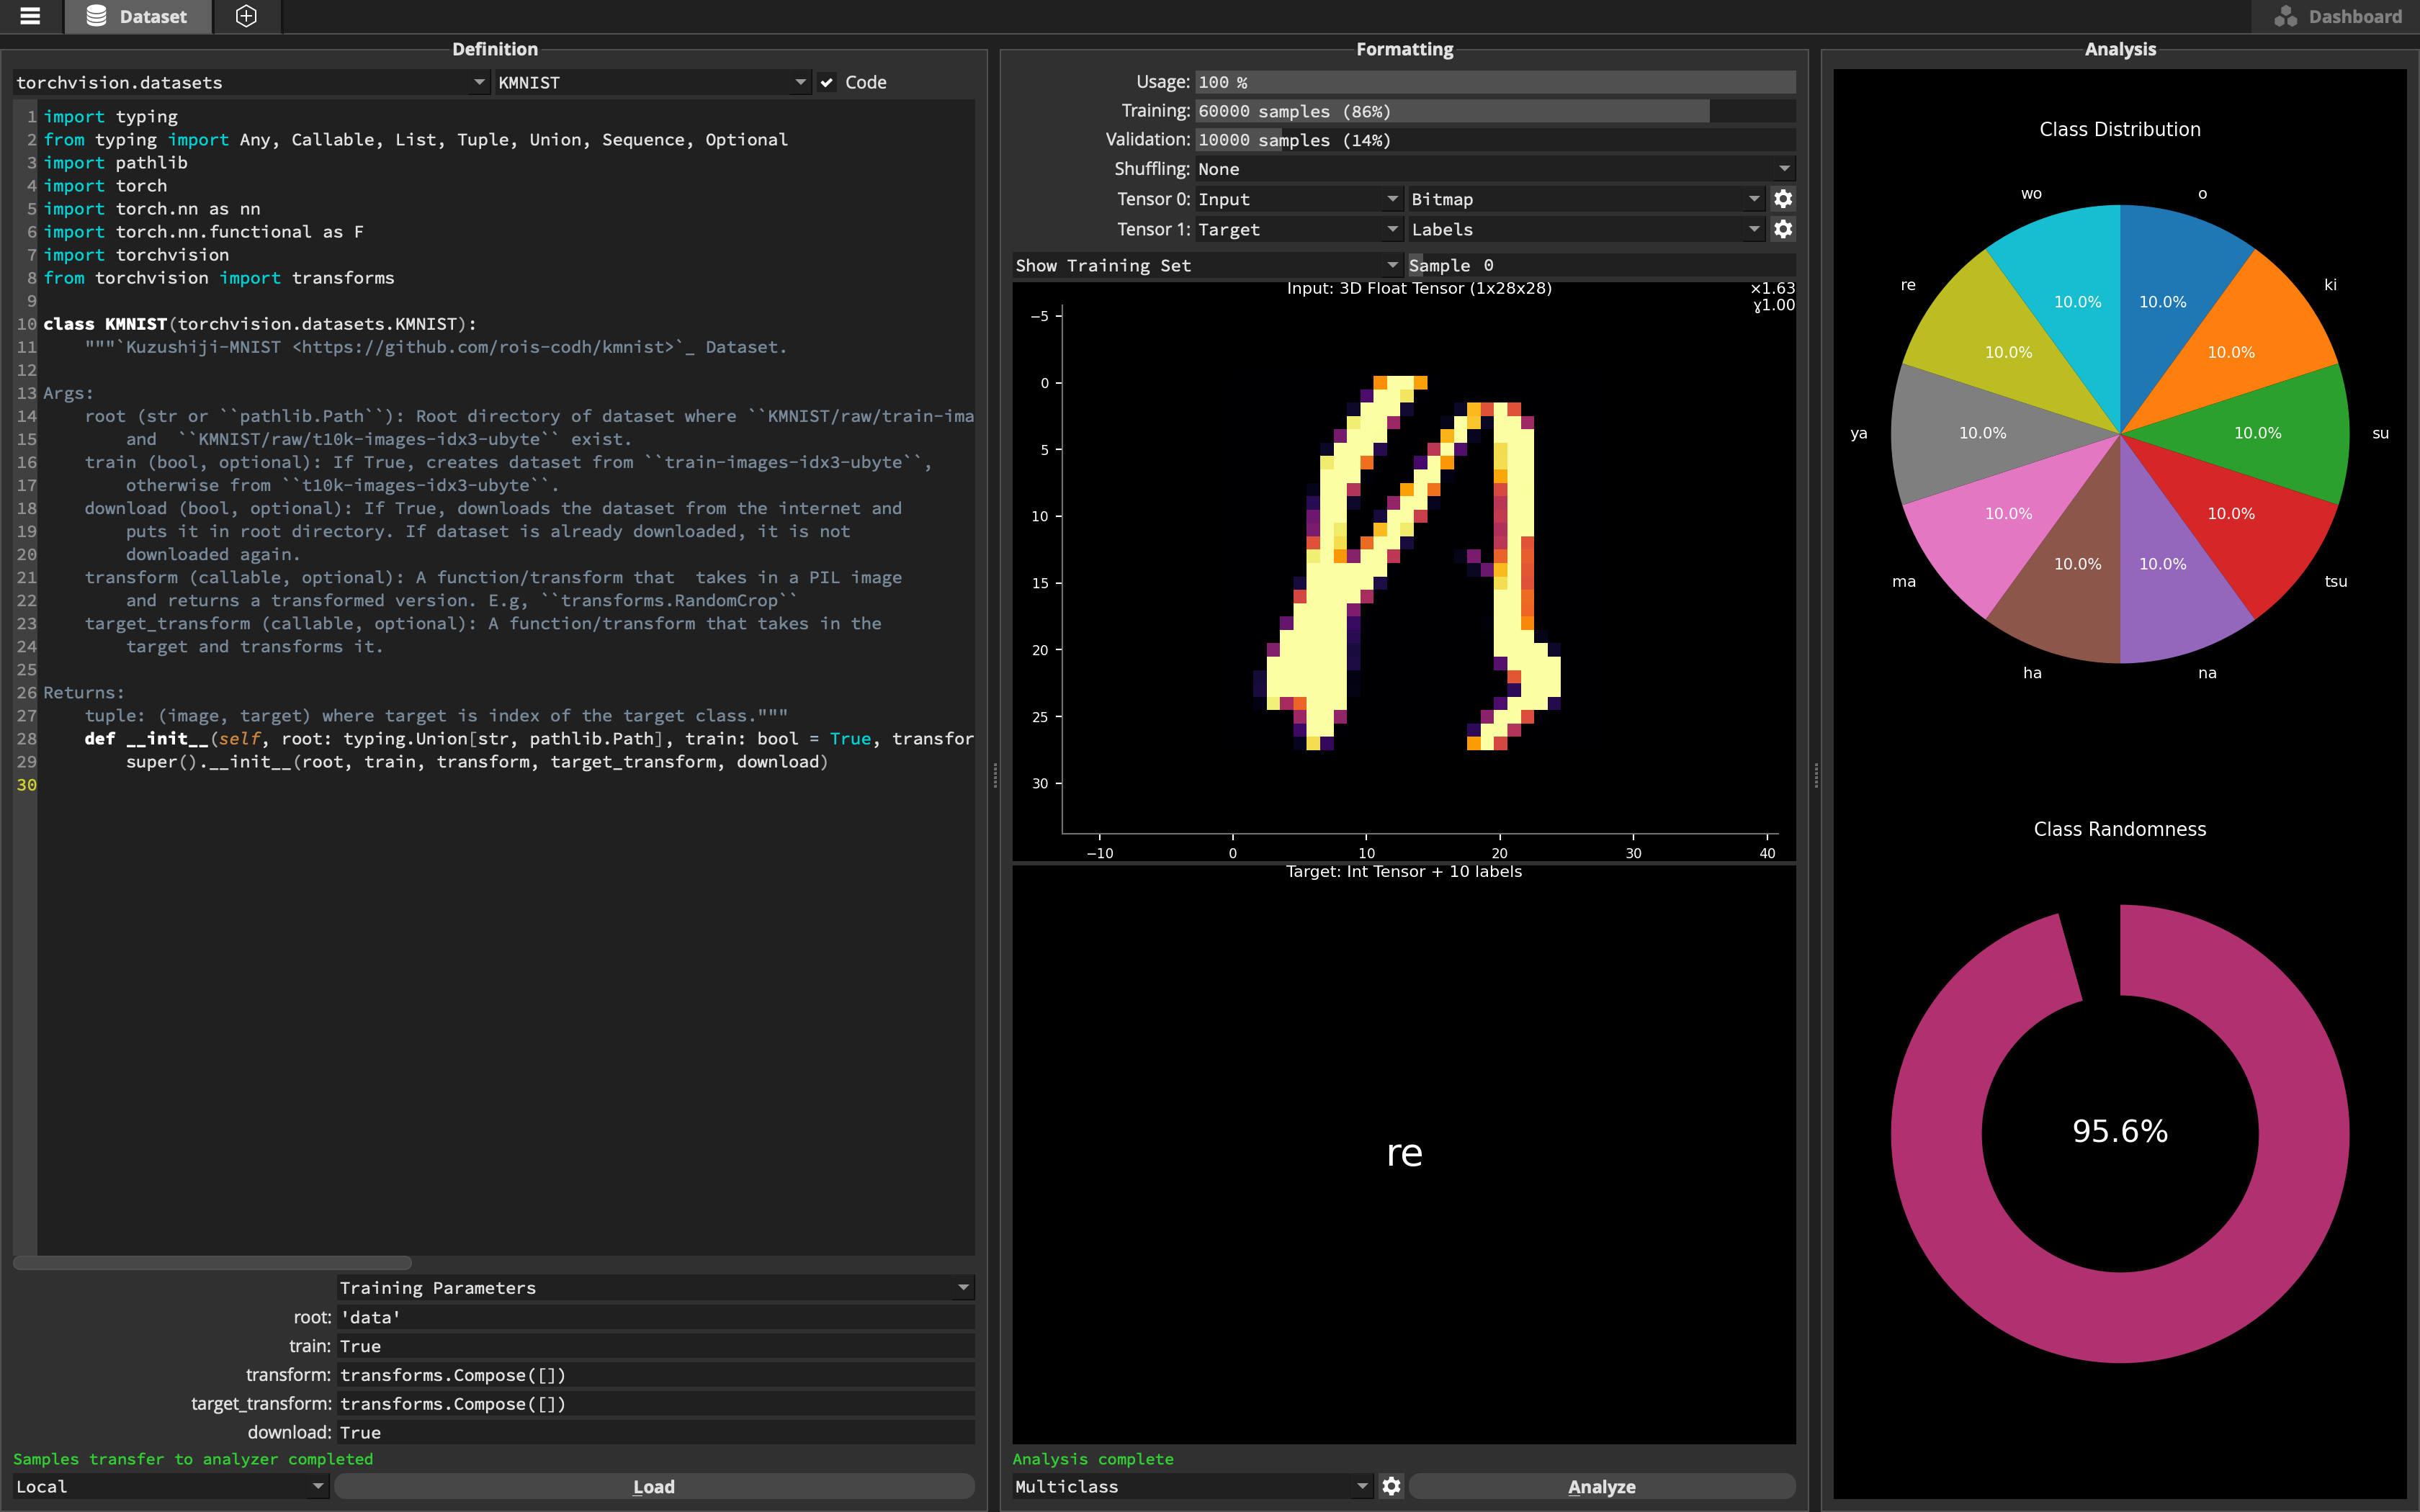 Dataset
Dashboard
Definition
torchvision.datasets
KMNIST
Code
1 import typing
2 from typing import Any, Callable, List, Tuple, Union, Sequence, Optional
3 import pathlib
4 import torch
5 import torch.nn as nn
6 import torch.nn.functional as F
7 import torchvision
8 from torchvision import transforms
9
10 class KMNIST(torchvision.datasets.KMNIST):
11 """`Kuzushiji-MNIST <https://github.com/rois-codh/kmnist>`_ Dataset.
12
13 Args:
14 root (str or ``pathlib.Path``): Root directory of dataset where ``KMNIST/raw/train-ima
15 and ``KMNIST/raw/t10k-images-idx3-ubyte`` exist.
16 train (bool, optional): If True, creates dataset from ``train-images-idx3-ubyte``,
17 otherwise from ``t10k-images-idx3-ubyte``.
18 download (bool, optional): If True, downloads the dataset from the internet and
19 puts it in root directory. If dataset is already downloaded, it is not
20 downloaded again.
21 transform (callable, optional): A function/transform that  takes in a PIL image
22 and returns a transformed version. E.g, ``transforms.RandomCrop``
23 target_transform (callable, optional): A function/transform that takes in the
24 target and transforms it.
25
26 Returns:
27 tuple: (image, target) where target is index of the target class."""
28 def __init__(self, root: typing.Union[str, pathlib.Path], train: bool = True, transfor
29 super().__init__(root, train, transform, target_transform, download)
30
Training Parameters
root: 'data'
train: True
transform: transforms.Compose([])
target_transform: transforms.Compose([])
download: True
Samples transfer to analyzer completed
Local
Load
Formatting
Usage: 100 %
Training: 60000 samples (86%)
Validation: 10000 samples (14%)
Shuffling: None
Tensor 0: Input Bitmap
Tensor 1: Target Labels
Show Training Set
Sample 0
Input: 3D Float Tensor (1x28x28)
×1.63
ɣ1.00
−5
0
5
10
15
20
25
30
−10 0 10 20 30 40
Target: Int Tensor + 10 labels
re
Analysis complete
Multiclass
Analyze
Analysis
Class Distribution
wo o
re ki
10.0% 10.0%
10.0% 10.0%
ya 10.0% 10.0% su
10.0% 10.0%
10.0% 10.0%
ma tsu
ha na
Class Randomness
95.6%